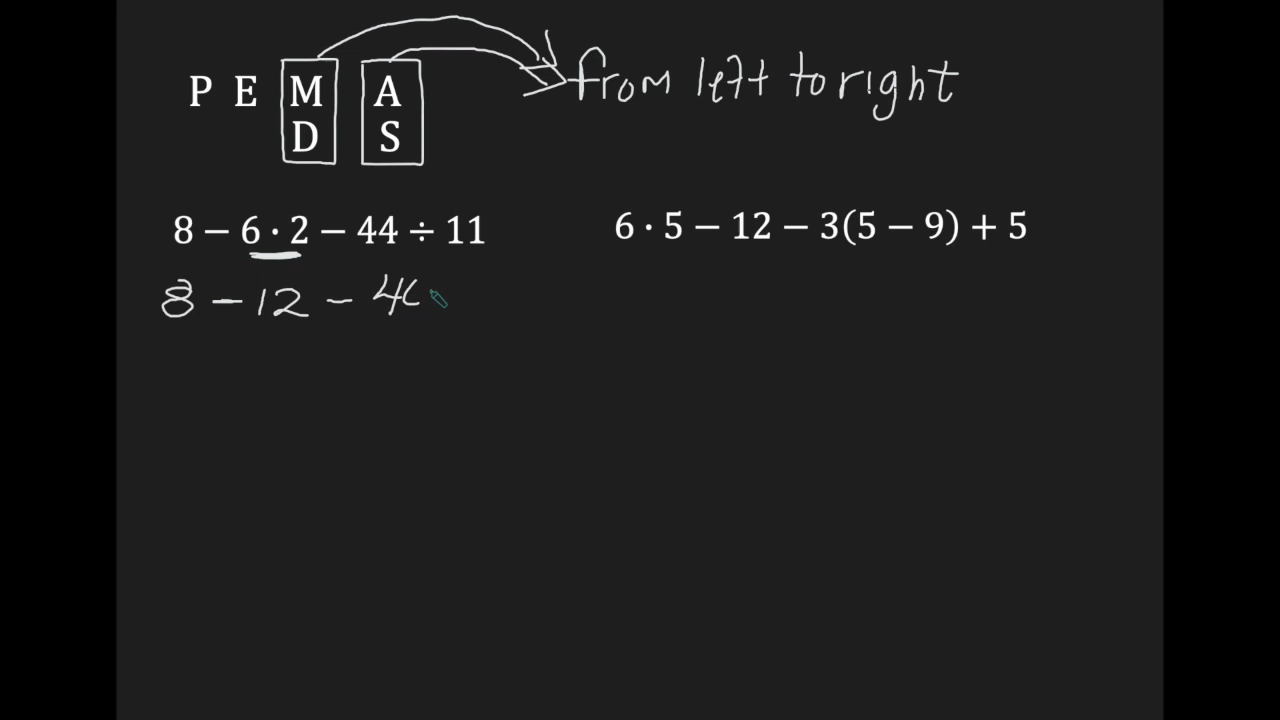 P E M A from left to right
D S
8 − 6 · 2 − 44 ÷ 11
6 · 5 − 12 − 3(5 − 9) + 5
8 − 12 − 4